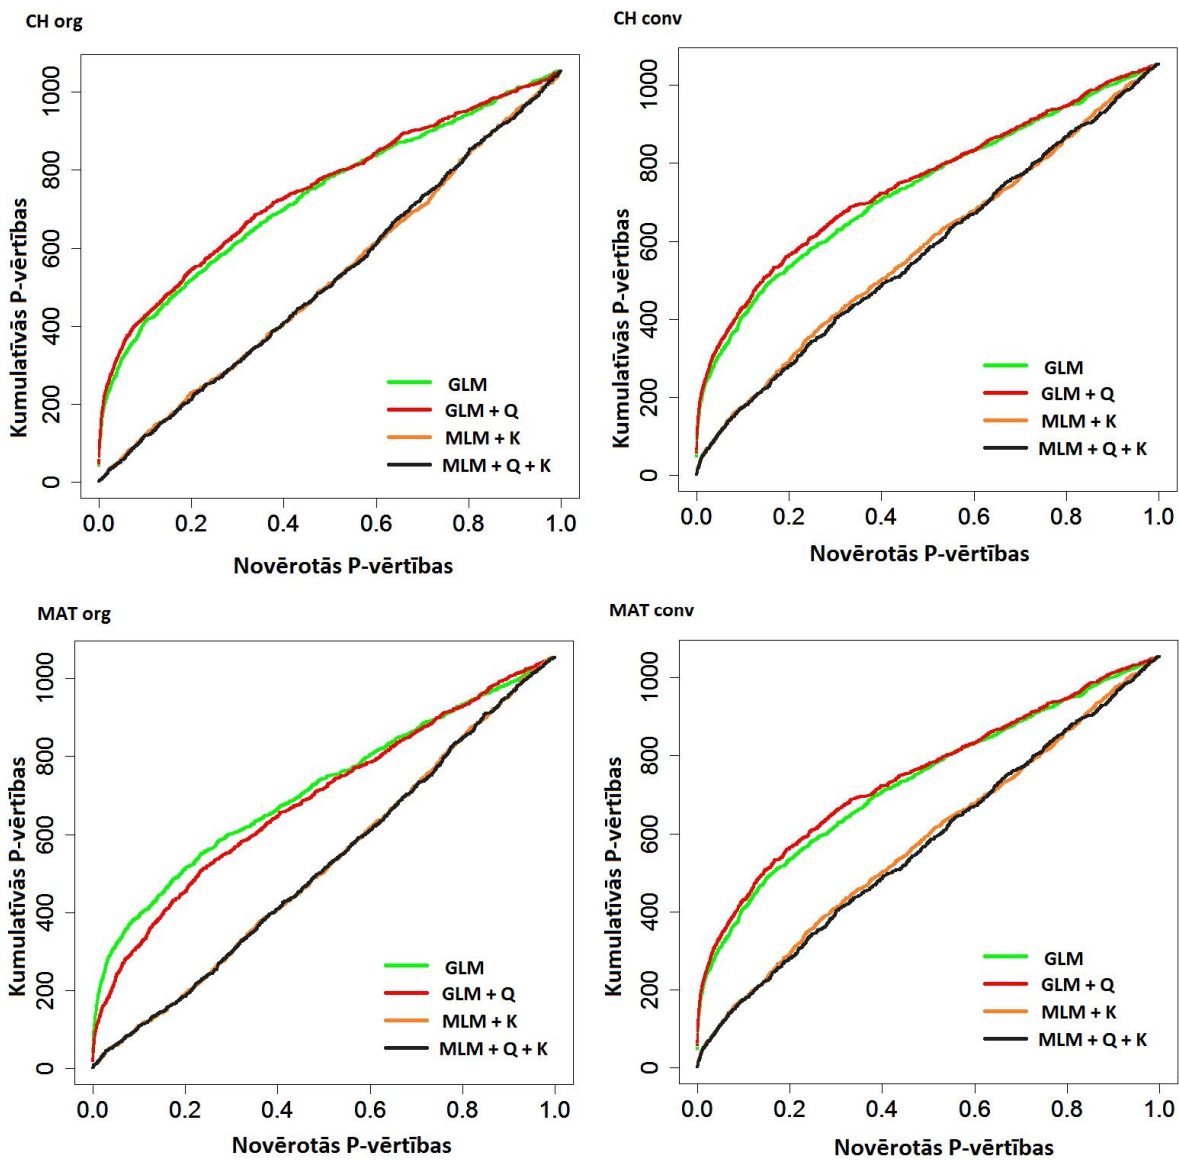 CH org
Kumulatīvās P-vērtības
1000
800
600
400
200
0
GLM
GLM + Q
MLM + K
MLM + Q + K
0.0 0.2 0.4 0.6 0.8 1.0
Novērotās P-vērtības
CH conv
Kumulatīvās P-vērtības
1000
800
600
400
200
0
GLM
GLM + Q
MLM + K
MLM + Q + K
0.0 0.2 0.4 0.6 0.8 1.0
Novērotās P-vērtības
MAT org
Kumulatīvās P-vērtības
1000
800
600
400
200
0
GLM
GLM + Q
MLM + K
MLM + Q + K
0.0 0.2 0.4 0.6 0.8 1.0
Novērotās P-vērtības
MAT conv
Kumulatīvās P-vērtības
1000
800
600
400
200
0
GLM
GLM + Q
MLM + K
MLM + Q + K
0.0 0.2 0.4 0.6 0.8 1.0
Novērotās P-vērtības